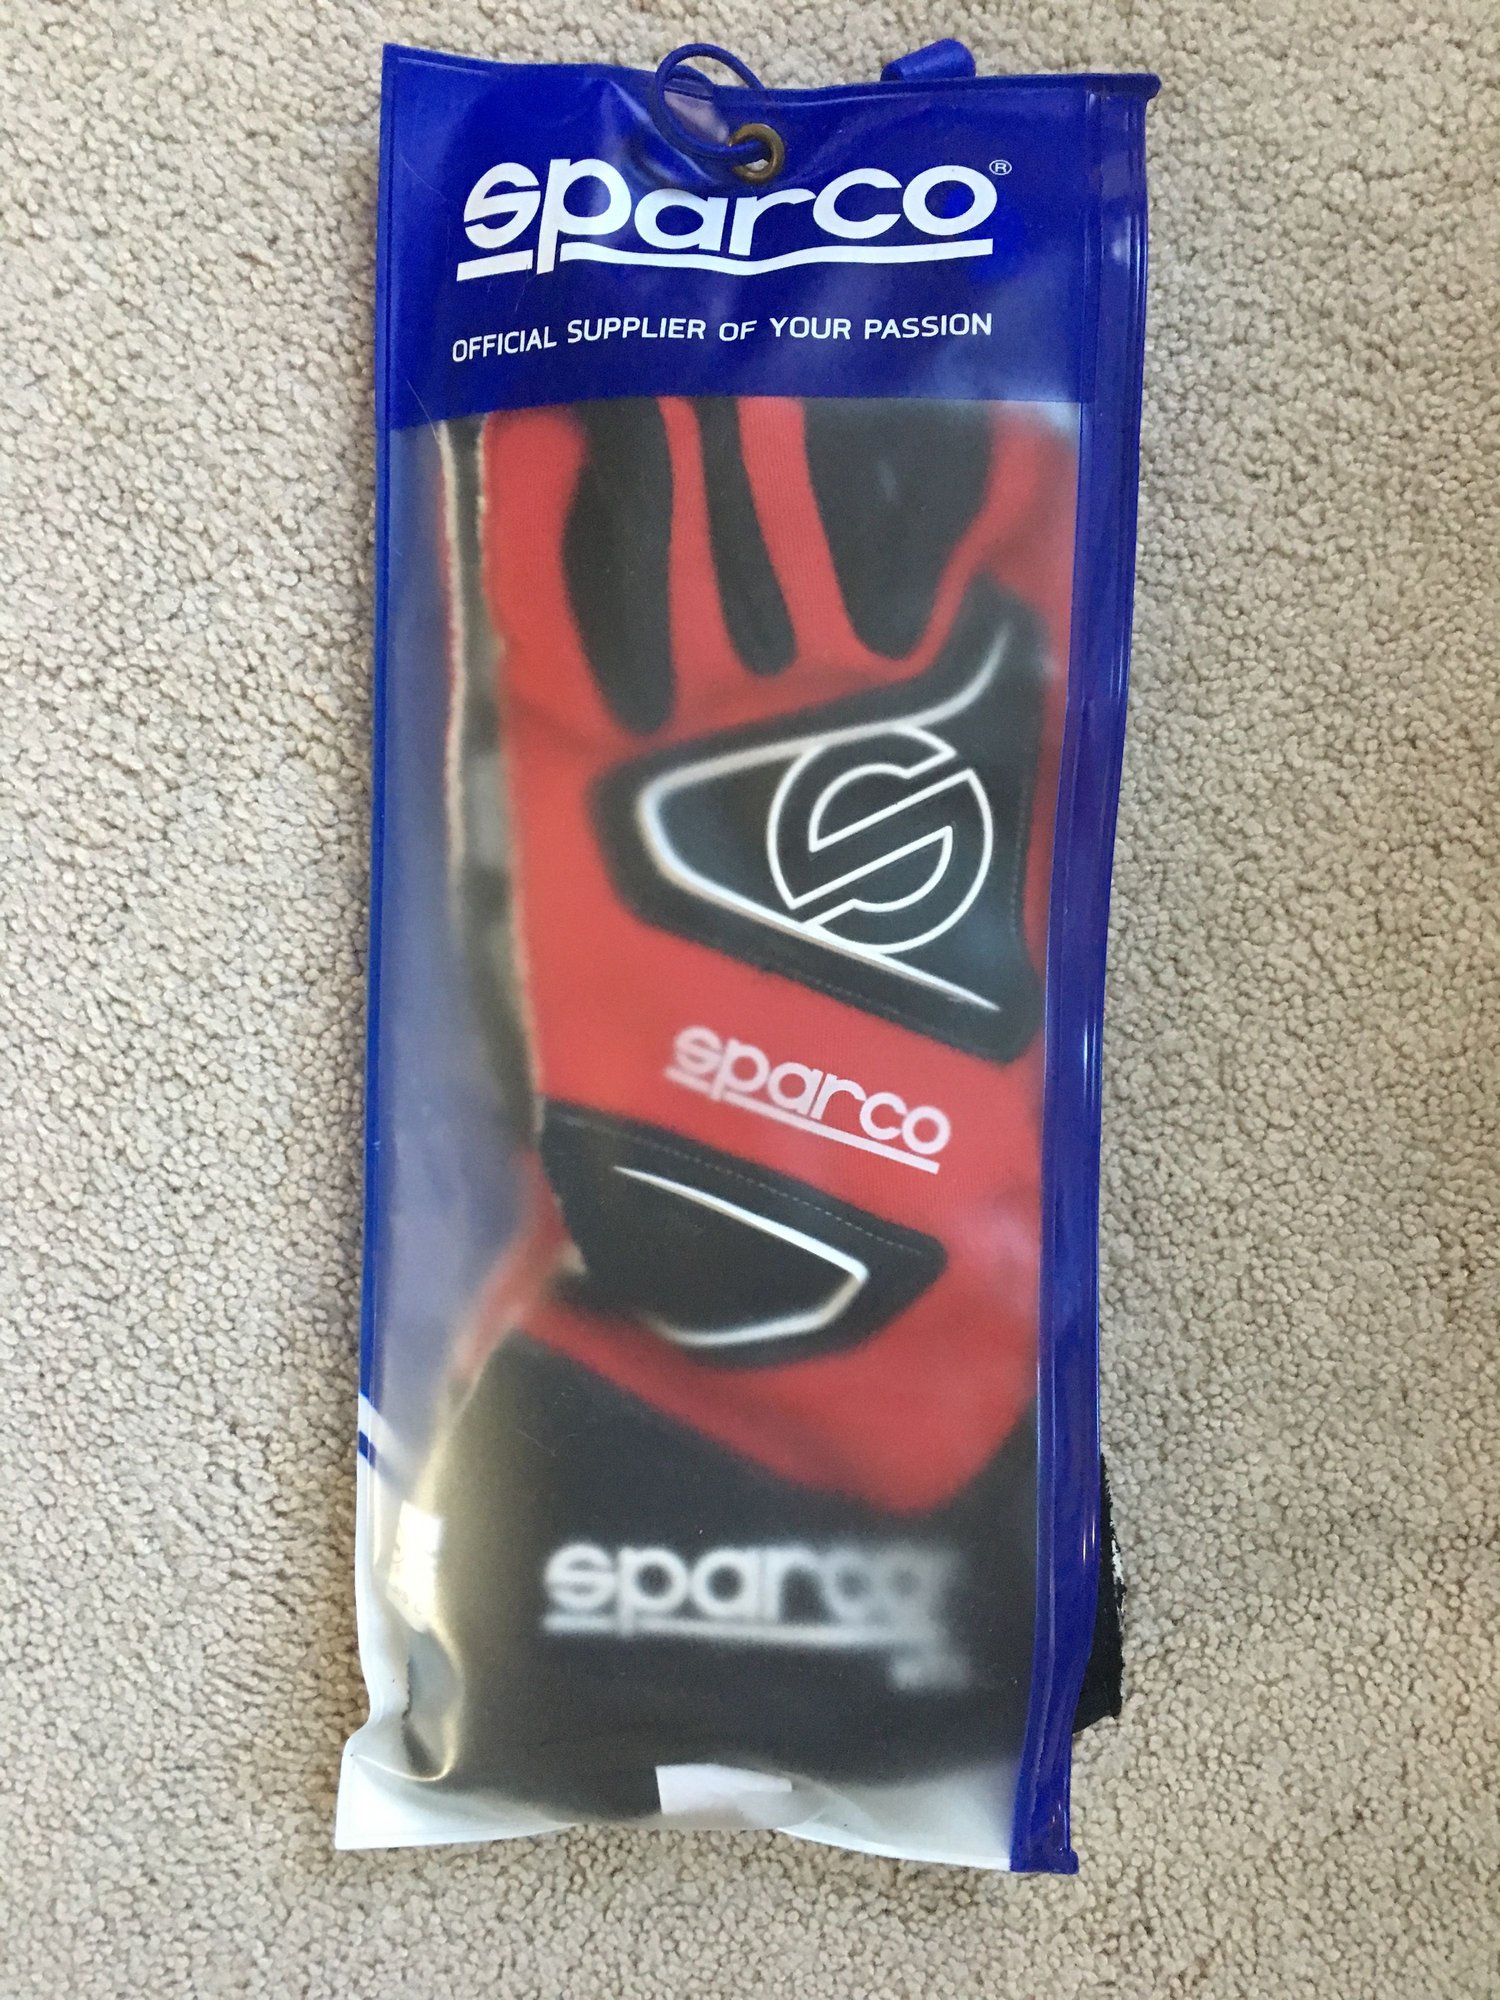 sparco®
OFFICIAL SUPPLIER OF YOUR PASSION
sparco
sparco